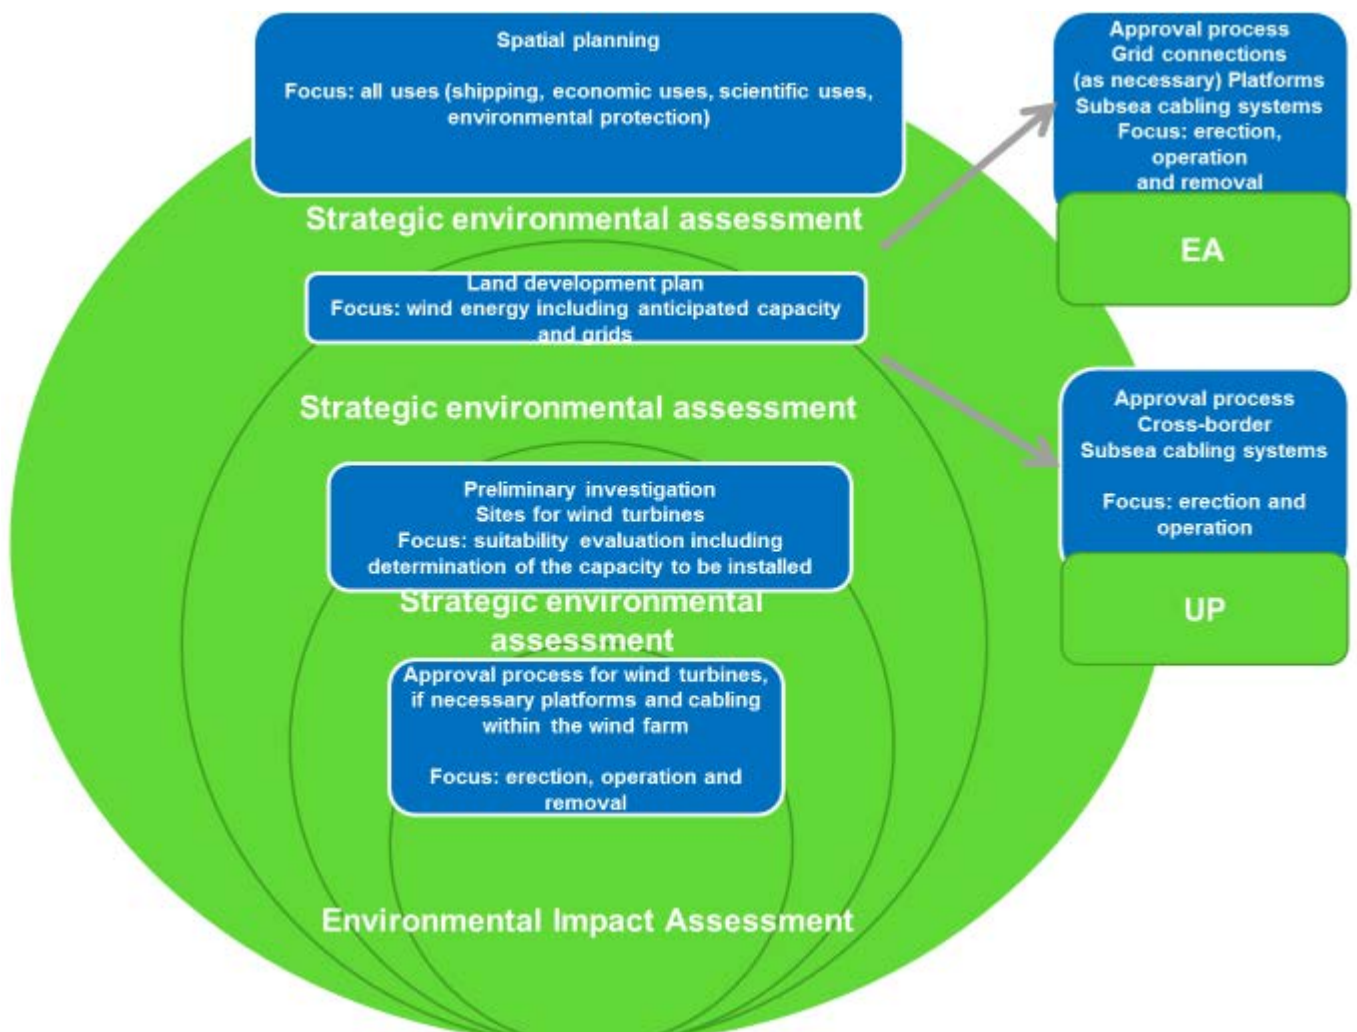 Spatial planning
Focus: all uses (shipping, economic uses, scientific uses,
environmental protection)
Strategic environmental assessment
Land development plan
Focus: wind energy including anticipated capacity
and grids
Strategic environmental assessment
Preliminary investigation
Sites for wind turbines
Focus: suitability evaluation including
determination of the capacity to be installed
Strategic environmental
assessment
Approval process for wind turbines,
if necessary platforms and cabling
within the wind farm
Focus: erection, operation and
removal
Environmental Impact Assessment
Approval process
Grid connections
(as necessary) Platforms
Subsea cabling systems
Focus: erection,
operation
and removal
EA
Approval process
Cross-border
Subsea cabling systems
Focus: erection and
operation
UP